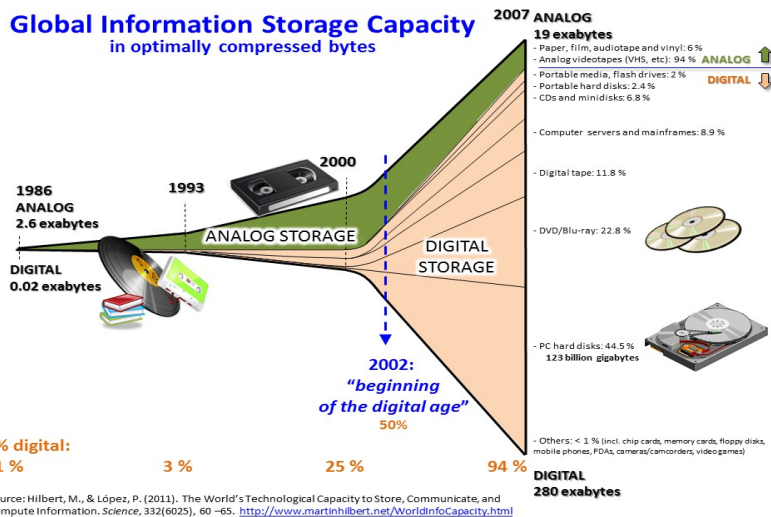 Global Information Storage Capacity
in optimally compressed bytes
2007 ANALOG
19 exabytes
- Paper, film, audiotape and vinyl: 6 %
- Analog videotapes (VHS, etc): 94 %
ANALOG
- Portable media, flash drives: 2 %
DIGITAL
- Portable hard disks: 2.4 %
- CDs and minidisks: 6.8 %
- Computer servers and mainframes: 8.9 %
- Digital tape: 11.8 %
- DVD/Blu-ray: 22.8 %
- PC hard disks: 44.5 %
123 billion gigabytes
- Others: < 1 % (incl. chip cards, memory cards, floppy disks,
mobile phones, PDAs, cameras/camcorders, video games)
DIGITAL
280 exabytes
1986
ANALOG
2.6 exabytes
DIGITAL
0.02 exabytes
1993
2000
ANALOG STORAGE
DIGITAL
STORAGE
2002:
"beginning
of the digital age"
50%
% digital:
1 %
3 %
25 %
94 %
urce: Hilbert, M., & López, P. (2011). The World's Technological Capacity to Store, Communicate, and
mpute Information. Science, 332(6025), 60 –65. http://www.martinhilbert.net/WorldInfoCapacity.html